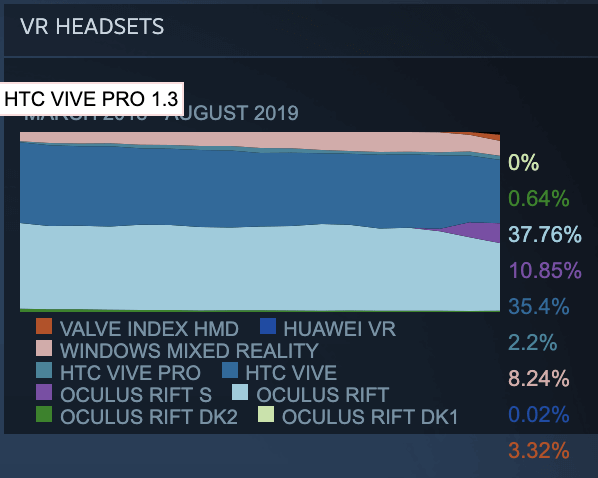 VR HEADSETS
HTC VIVE PRO 1.3
MARCH 2018 - AUGUST 2019
0%
0.64%
37.76%
10.85%
35.4%
2.2%
8.24%
0.02%
3.32%
VALVE INDEX HMD HUAWEI VR
WINDOWS MIXED REALITY
HTC VIVE PRO HTC VIVE
OCULUS RIFT S OCULUS RIFT
OCULUS RIFT DK2 OCULUS RIFT DK1